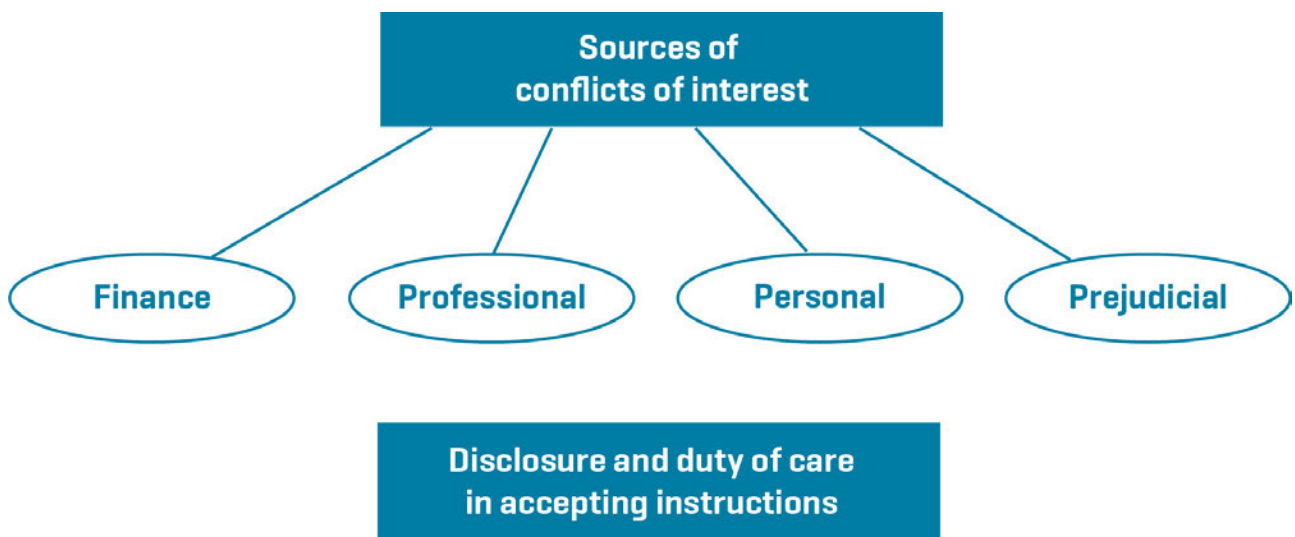 Sources of
conflicts of interest
Finance
Professional
Personal
Prejudicial
Disclosure and duty of care
in accepting instructions